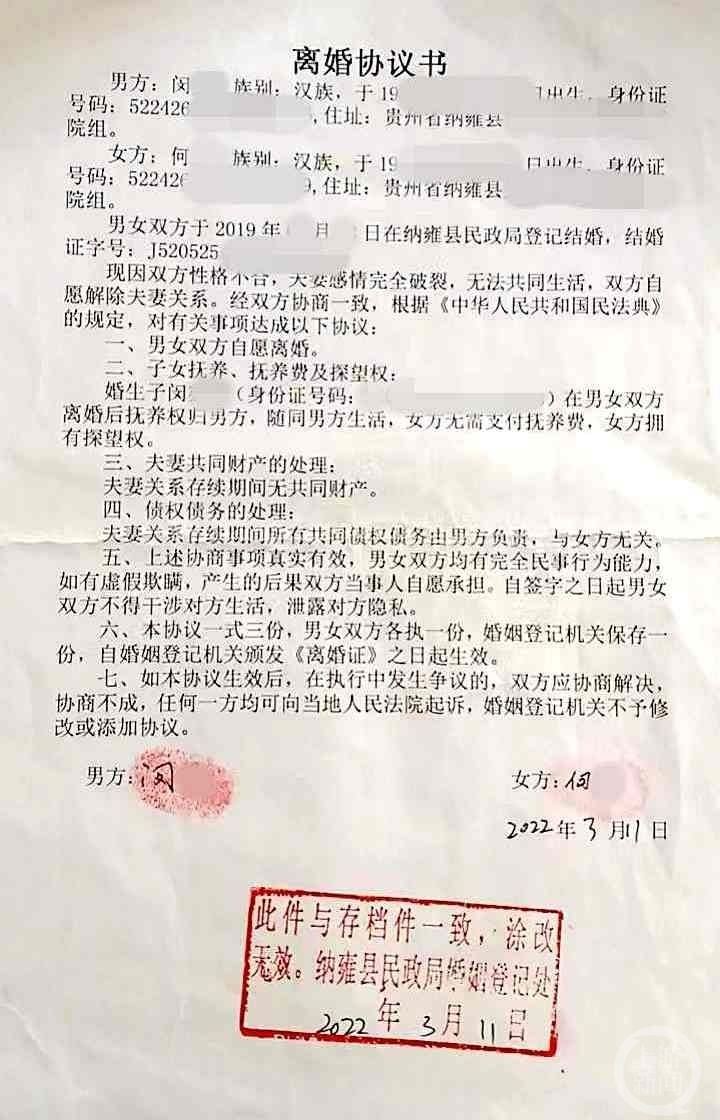 离婚协议书
男方：闵 族别：汉族，于19 日出生，身份证
号码：522426 ，住址：贵州省纳雍县
院组。
女方：何 族别：汉族，于19 日出生，身份证
号码：522426 9，住址：贵州省纳雍县
院组。
男女双方于2019年 月 日在纳雍县民政局登记结婚，结婚
证字号：J520525
现因双方性格不合，夫妻感情完全破裂，无法共同生活，双方自
愿解除夫妻关系。经双方协商一致，根据《中华人民共和国民法典》
的规定，对有关事项达成以下协议：
一、男女双方自愿离婚。
二、子女抚养、抚养费及探望权：
婚生子闵 （身份证号码： ）在男女双方
离婚后抚养权归男方，随同男方生活，女方无需支付抚养费，女方拥
有探望权。
三、夫妻共同财产的处理：
夫妻关系存续期间无共同财产。
四、债权债务的处理：
夫妻关系存续期间所有共同债权债务由男方负责，与女方无关。
五、上述协商事项真实有效，男女双方均有完全民事行为能力，
如有虚假欺瞒，产生的后果双方当事人自愿承担。自签字之日起男女
双方不得干涉对方生活，泄露对方隐私。
六、本协议一式三份，男女双方各执一份，婚姻登记机关保存一
份，自婚姻登记机关颁发《离婚证》之日起生效。
七、如本协议生效后，在执行中发生争议的，双方应协商解决，
协商不成，任何一方均可向当地人民法院起诉，婚姻登记机关不予修
改或添加协议。
男方：闵 女方：何
2022年3月11日
此件与存档件一致，涂改
无效。纳雍县民政局婚姻登记处
2022年3月11日